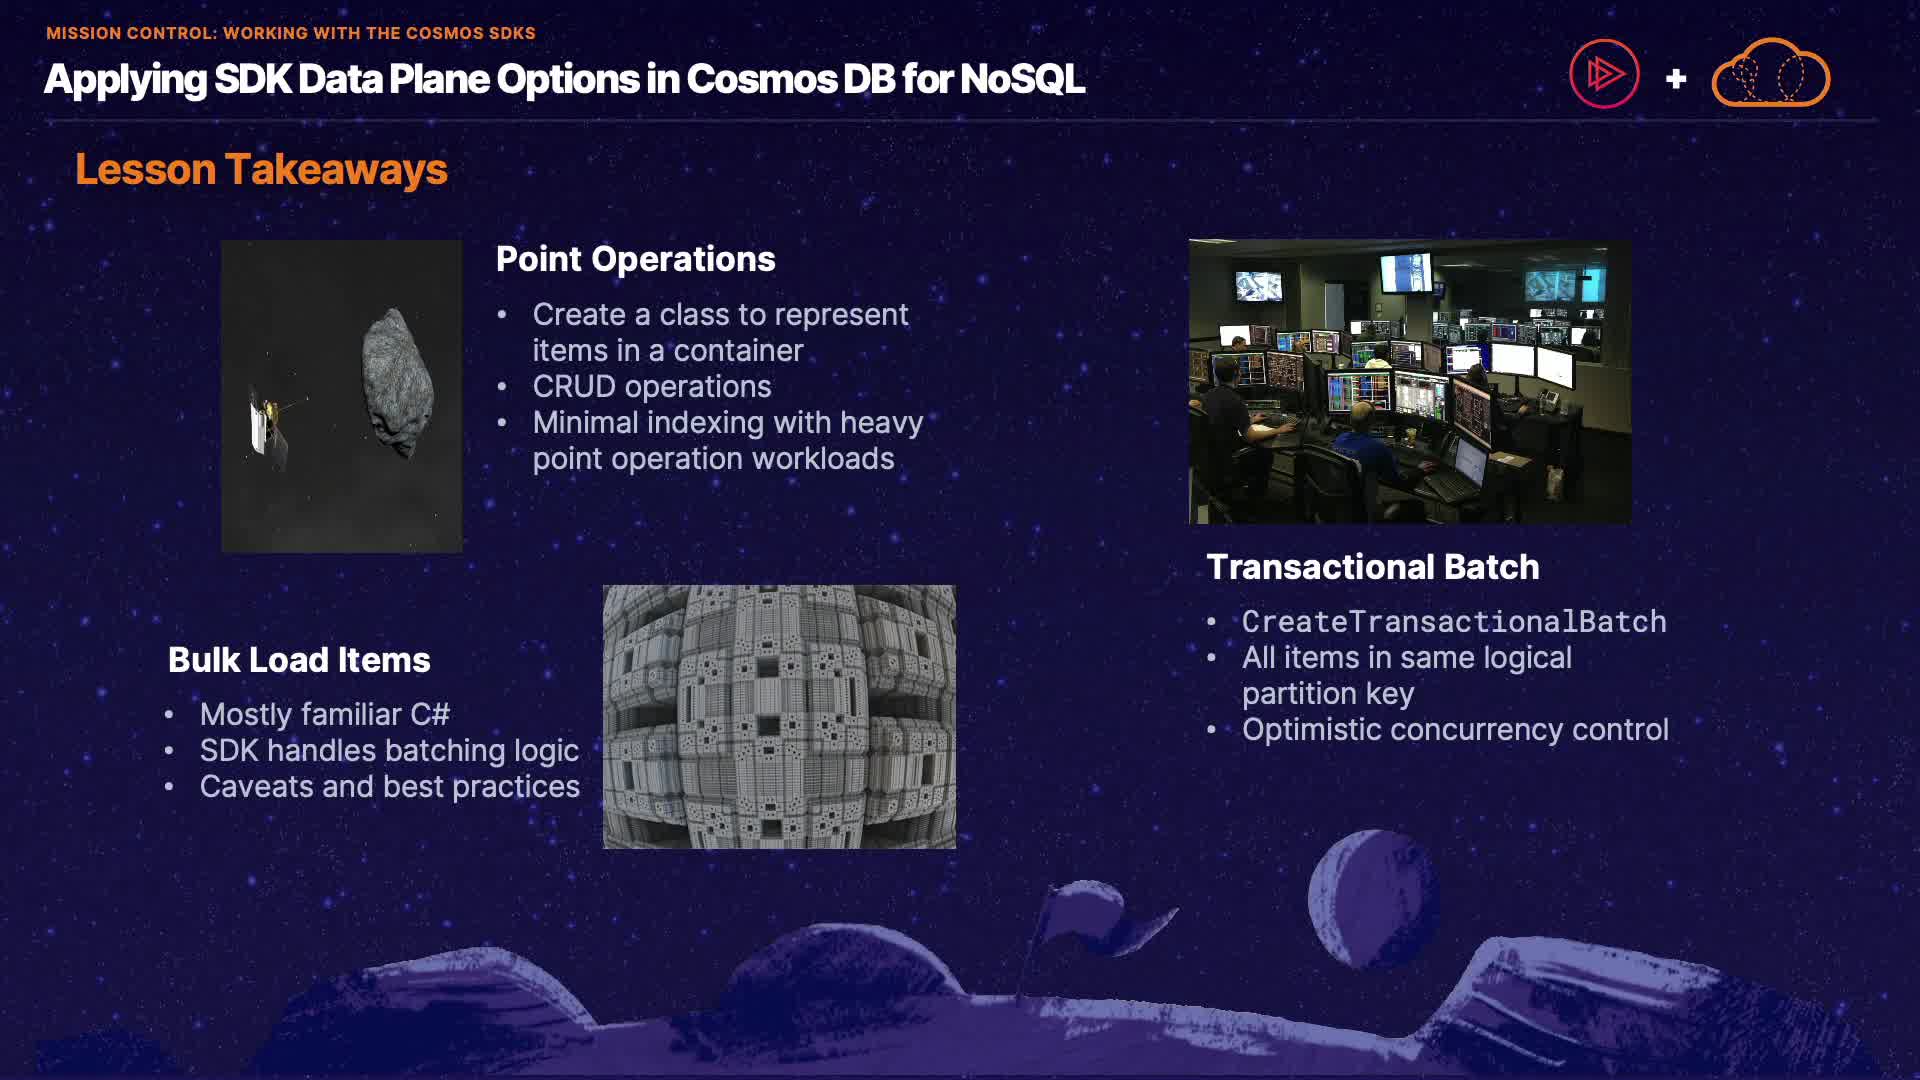 MISSION CONTROL: WORKING WITH THE COSMOS SDKS
Applying SDK Data Plane Options in Cosmos DB for NoSQL
+
Lesson Takeaways
Point Operations
• Create a class to represent
items in a container
• CRUD operations
• Minimal indexing with heavy
point operation workloads
Bulk Load Items
• Mostly familiar C#
• SDK handles batching logic
• Caveats and best practices
Transactional Batch
• CreateTransactionalBatch
• All items in same logical
partition key
• Optimistic concurrency control